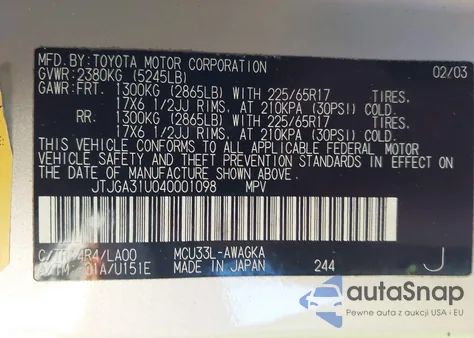 MFD.BY:TOYOTA MOTOR CORPORATION 02/03
GVWR:2380KG (5245LB)
GAWR:FRT. 1300KG (2865LB) WITH 225/65R17 TIRES,
17X6 1/2JJ RIMS, AT 210KPA (30PSI) COLD.
RR. 1300KG (2865LB) WITH 225/65R17 TIRES,
17X6 1/2JJ RIMS, AT 210KPA (30PSI) COLD.
THIS VEHICLE CONFORMS TO ALL APPLICABLE FEDERAL MOTOR
VEHICLE SAFETY AND THEFT PREVENTION STANDARDS IN EFFECT ON
THE DATE OF MANUFACTURE SHOWN ABOVE.
JTJGA31U040001098 MPV
4R4/LA00 MCU33L-AWAGKA
01A/U151E MADE IN JAPAN 244 J
autoSnap
Pewne auta z aukcji USA i EU